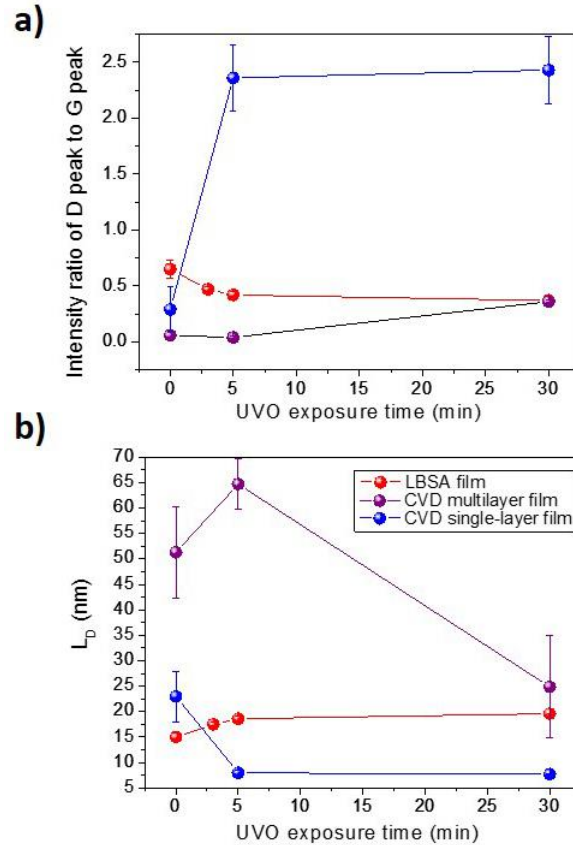 a)
Intensity ratio of D peak to G peak
2.5
2.0
1.5
1.0
0.5
0.0
0 5 10 15 20 25 30
UVO exposure time (min)
b)
L_D (nm)
70
65
60
55
50
45
40
35
30
25
20
15
10
5
LBSA film
CVD multilayer film
CVD single-layer film
0 5 10 15 20 25 30
UVO exposure time (min)